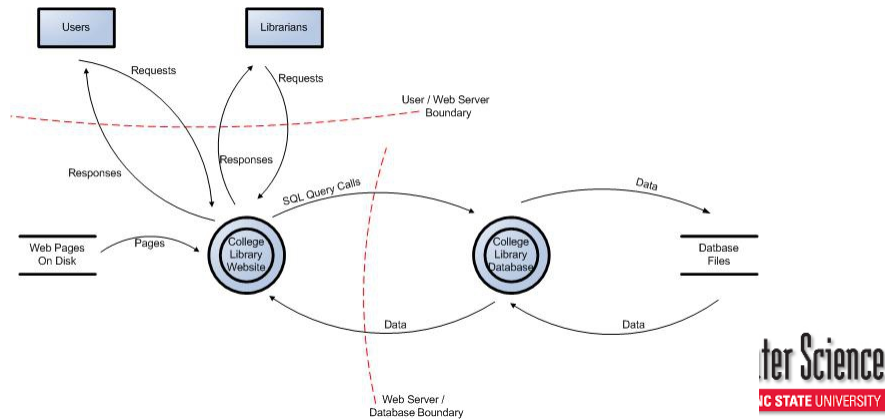 Users
Librarians
Requests
Requests
User / Web Server
Boundary
Responses
Responses
SQL Query Calls
Data
Web Pages
On Disk
Pages
College
Library
Website
College
Library
Database
Datbase
Files
Data
Data
Web Server /
Database Boundary
Science
NC STATE UNIVERSITY